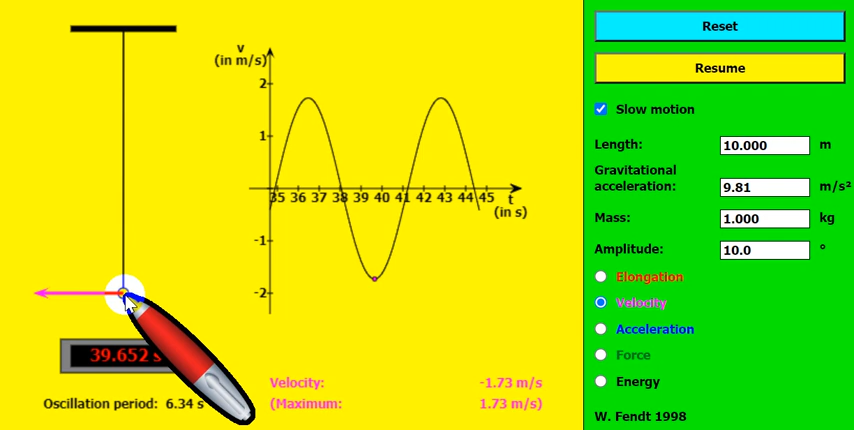 v
(in m/s)
2
1
-1
-2
35 36 37 38 39 40 41 42 43 44 45
t
(in s)
39.652 s
Oscillation period: 6.34 s
Velocity: -1.73 m/s
(Maximum: 1.73 m/s)
Reset
Resume
Slow motion
Length: 10.000 m
Gravitational
acceleration: 9.81 m/s²
Mass: 1.000 kg
Amplitude: 10.0 °
Elongation
Velocity
Acceleration
Force
Energy
W. Fendt 1998